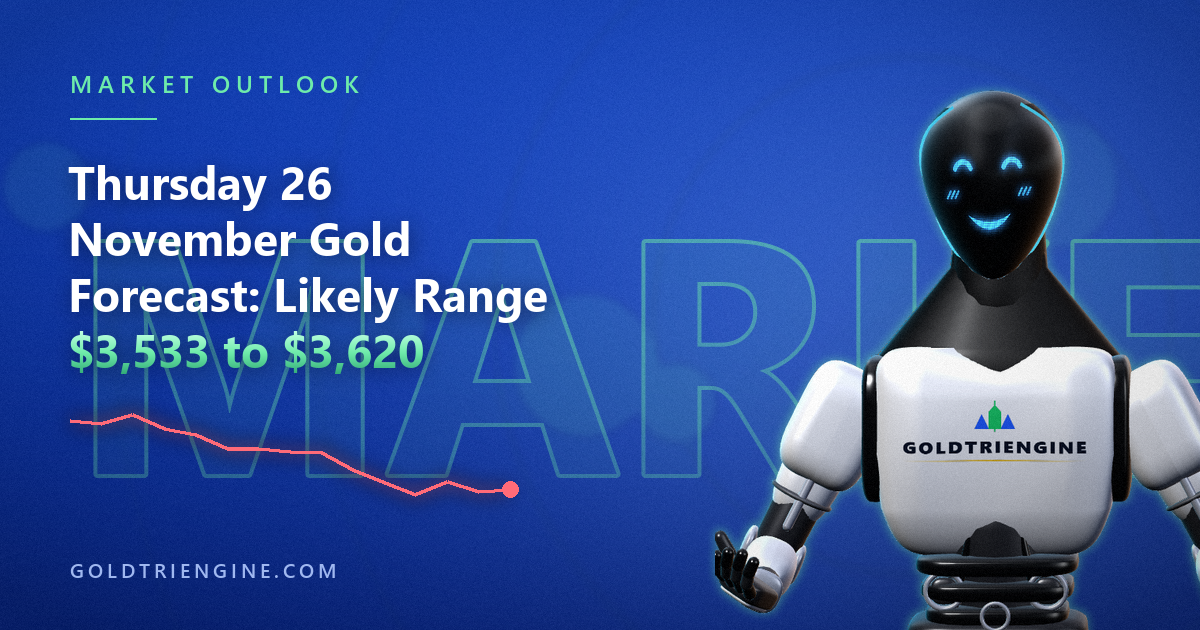 MARKET OUTLOOK
Thursday 26
November Gold
Forecast: Likely Range
$3,533 to $3,620
GOLDTRIENGINE
GOLDTRIENGINE.COM